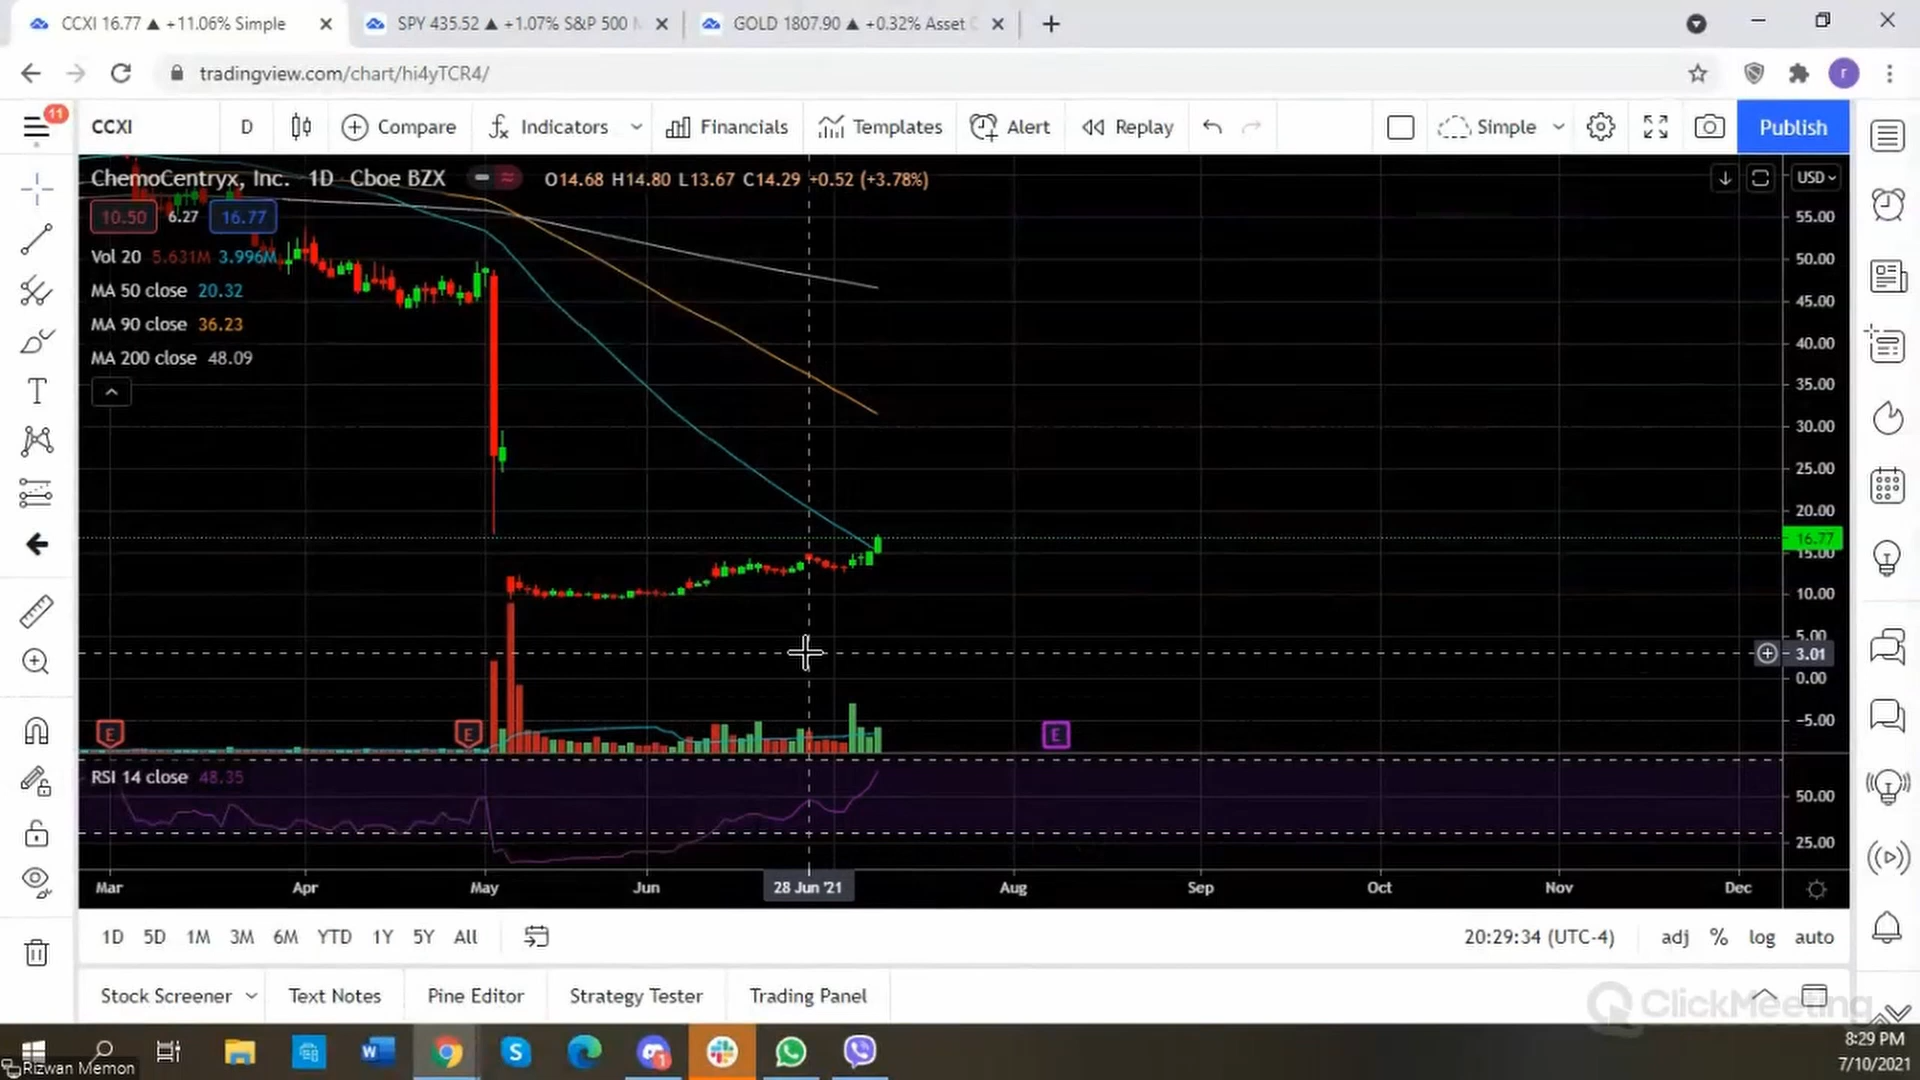 CCXI 16.77 ▲ +11.06% Simple
SPY 435.52 ▲ +1.07% S&P 500
GOLD 1807.90 ▲ +0.32% Asset
tradingview.com/chart/hi4yTCR4/
r
11
CCXI
D
Compare
Indicators
Financials
Templates
Alert
Replay
Simple
Publish
ChemoCentryx, Inc. 1D Cboe BZX
O14.68 H14.80 L13.67 C14.29 +0.52 (+3.78%)
USD
10.50 6.27 16.77
Vol 20 5.631M 3.996M
MA 50 close 20.32
MA 90 close 36.23
MA 200 close 48.09
55.00
50.00
45.00
40.00
35.00
30.00
25.00
20.00
16.77
15.00
10.00
5.00
3.01
0.00
−5.00
E
E
E
RSI 14 close 48.35
50.00
25.00
Mar Apr May Jun 28 Jun '21 Aug Sep Oct Nov Dec
1D 5D 1M 3M 6M YTD 1Y 5Y All
20:29:34 (UTC-4) adj % log auto
Stock Screener Text Notes Pine Editor Strategy Tester Trading Panel
ClickMeeting
8:29 PM
7/10/2021
Rizwan Memon